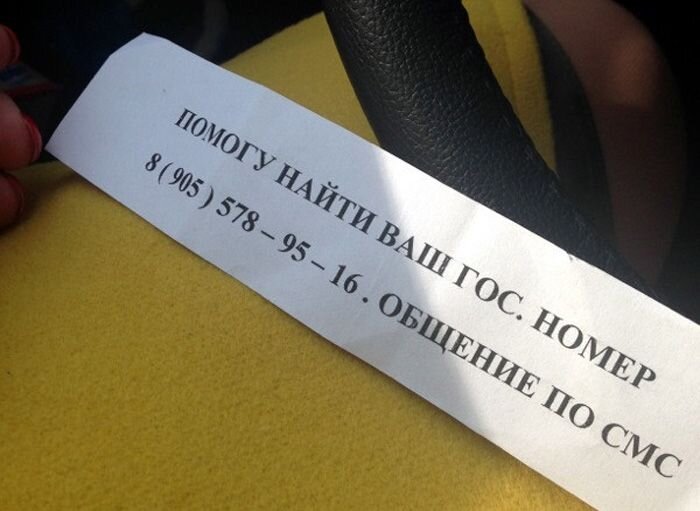 ПОМОГУ НАЙТИ ВАШ ГОС. НОМЕР
8 ( 905 ) 578 – 95 – 16 . ОБЩЕНИЕ ПО СМС